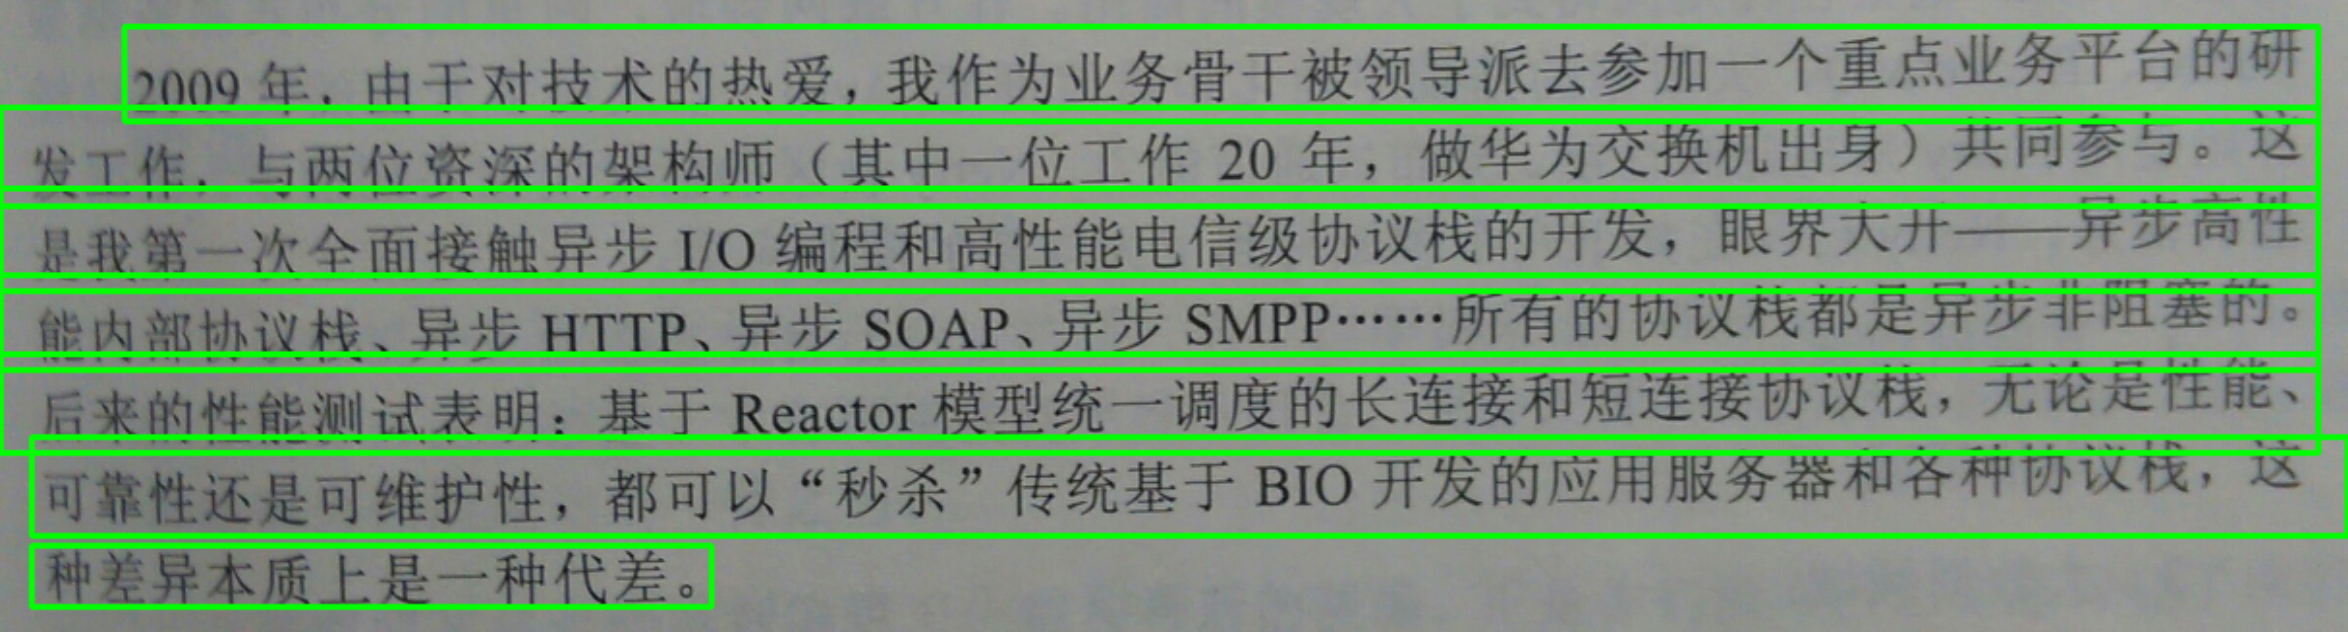 2009 年，由于对技术的热爱，我作为业务骨干被领导派去参加一个重点业务平台的研
发工作，与两位资深的架构师（其中一位工作 20 年，做华为交换机出身）共同参与。这
是我第一次全面接触异步 I/O 编程和高性能电信级协议栈的开发，眼界大开——异步高性
能内部协议栈、异步 HTTP、异步 SOAP、异步 SMPP……所有的协议栈都是异步非阻塞的。
后来的性能测试表明：基于 Reactor 模型统一调度的长连接和短连接协议栈，无论是性能、
可靠性还是可维护性，都可以“秒杀”传统基于 BIO 开发的应用服务器和各种协议栈，这
种差异本质上是一种代差。